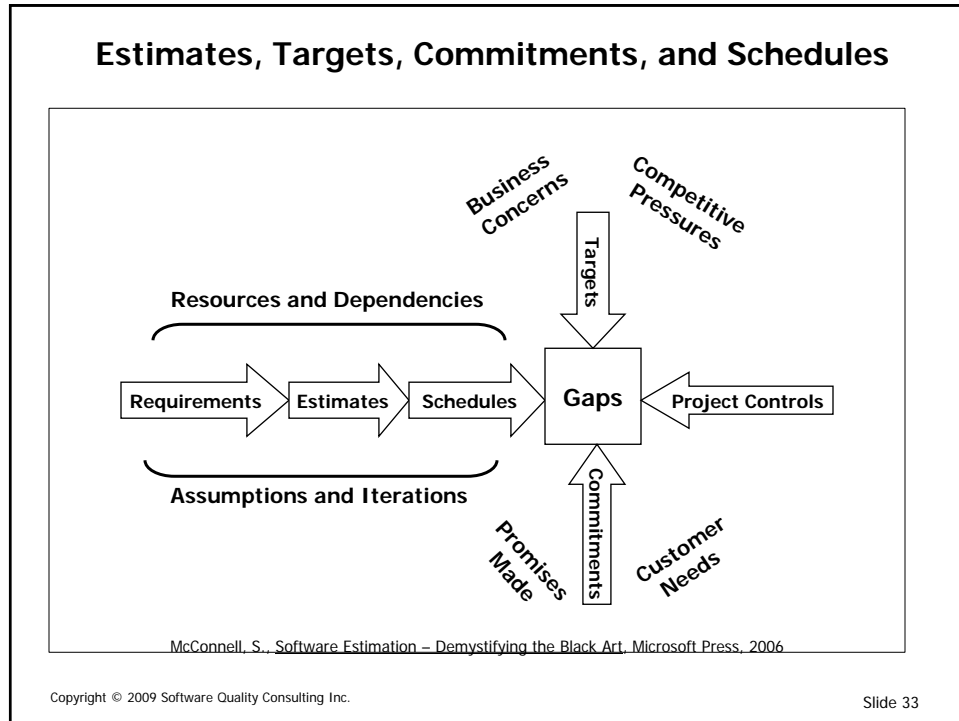 Estimates, Targets, Commitments, and Schedules
Business
Concerns
Competitive
Pressures
Targets
Resources and Dependencies
Requirements
Estimates
Schedules
Gaps
Project Controls
Assumptions and Iterations
Commitments
Promises
Made
Customer
Needs
McConnell, S., Software Estimation – Demystifying the Black Art, Microsoft Press, 2006
Copyright © 2009 Software Quality Consulting Inc.
Slide 33